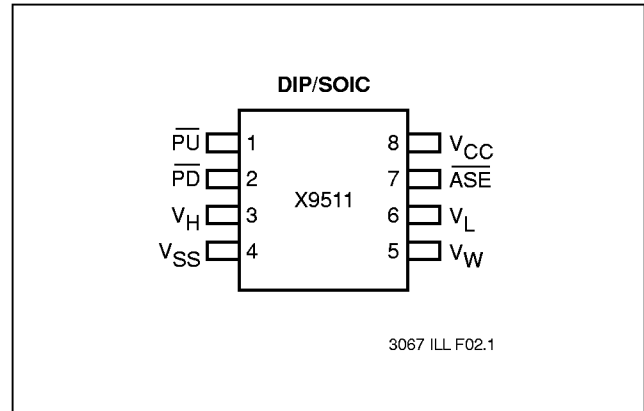 DIP/SOIC
PU 1 8 VCC
PD 2 7 ASE
X9511
VH 3 6 VL
VSS 4 5 VW
3067 ILL F02.1